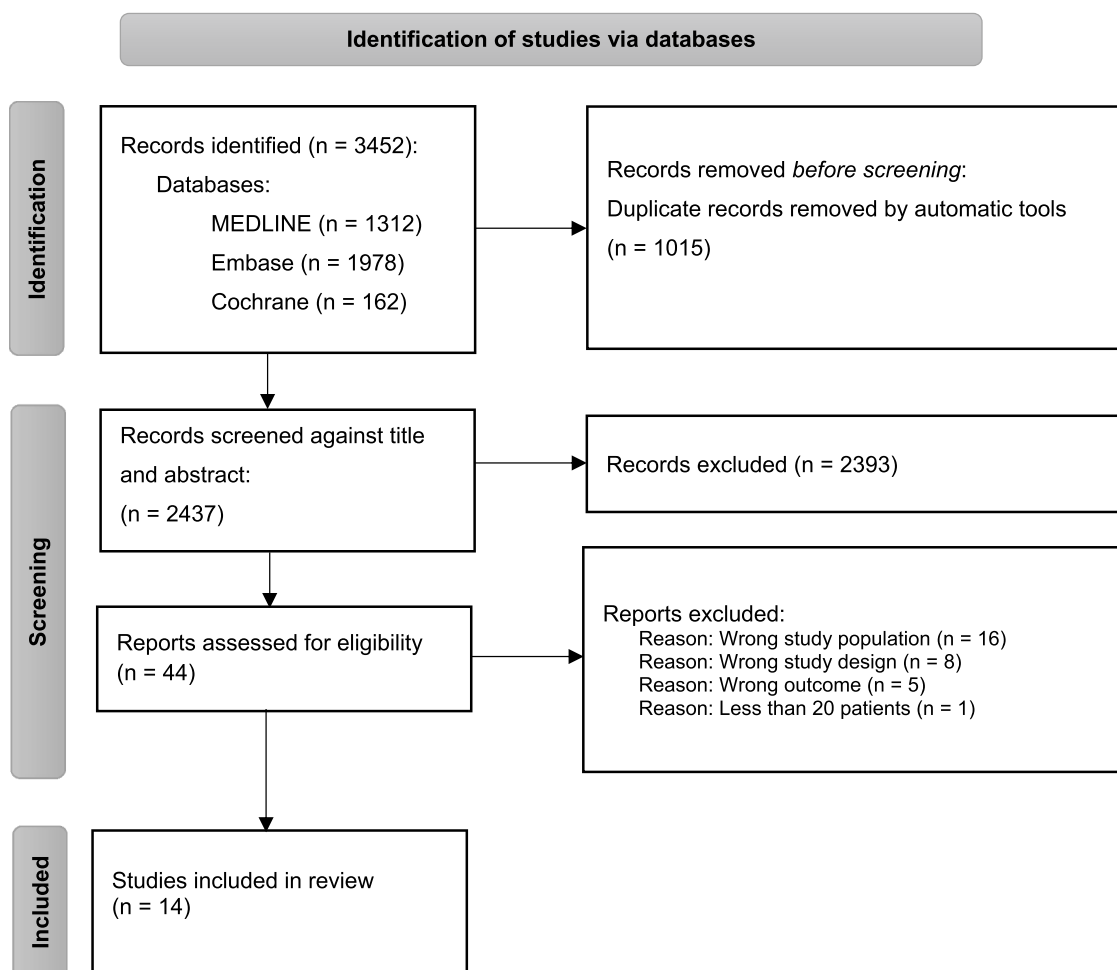 Identification of studies via databases
Identification
Records identified (n = 3452):
Databases:
MEDLINE (n = 1312)
Embase (n = 1978)
Cochrane (n = 162)
Records removed before screening:
Duplicate records removed by automatic tools
(n = 1015)
Screening
Records screened against title
and abstract:
(n = 2437)
Records excluded (n = 2393)
Reports assessed for eligibility
(n = 44)
Reports excluded:
Reason: Wrong study population (n = 16)
Reason: Wrong study design (n = 8)
Reason: Wrong outcome (n = 5)
Reason: Less than 20 patients (n = 1)
Included
Studies included in review
(n = 14)